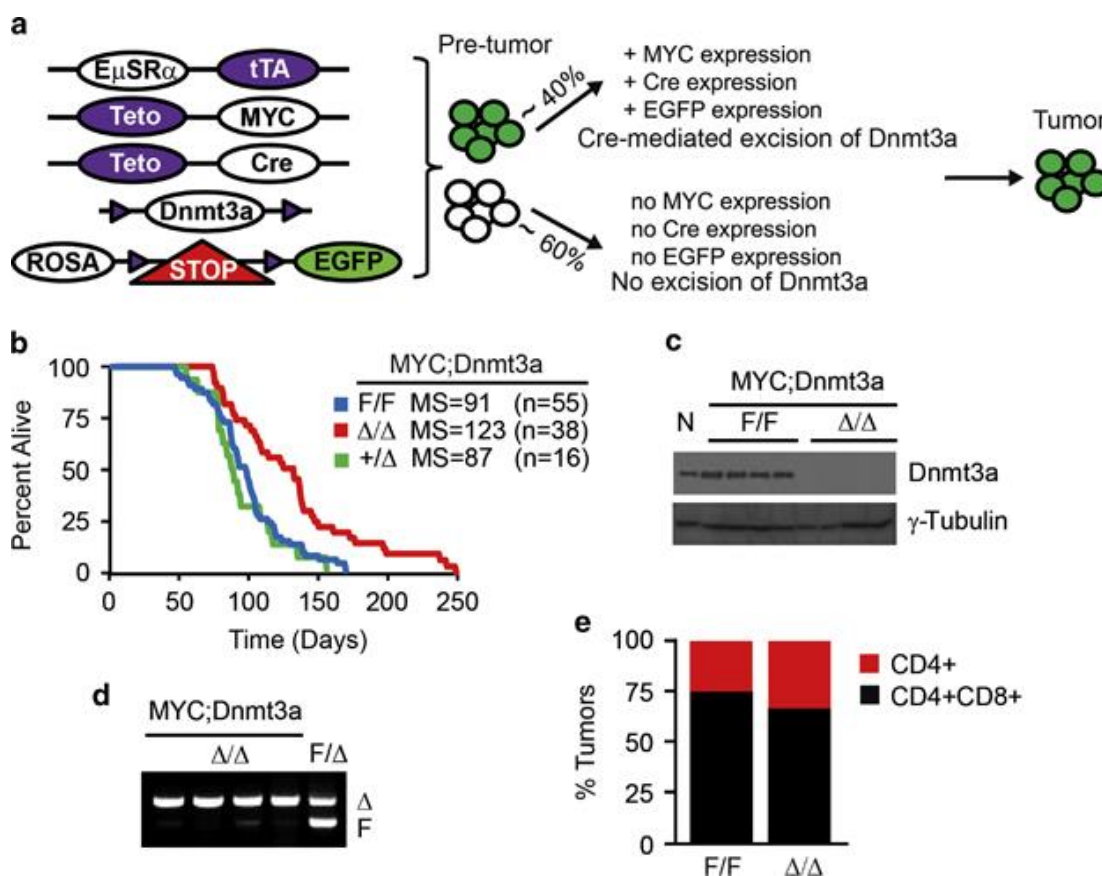 a
EμSRα tTA
Teto MYC
Teto Cre
Dnmt3a
ROSA STOP EGFP
Pre-tumor
~ 40%
+ MYC expression
+ Cre expression
+ EGFP expression
Cre-mediated excision of Dnmt3a
~ 60%
no MYC expression
no Cre expression
no EGFP expression
No excision of Dnmt3a
Tumor
b
Percent Alive
100
75
50
25
0
0 50 100 150 200 250
Time (Days)
MYC;Dnmt3a
F/F MS=91 (n=55)
Δ/Δ MS=123 (n=38)
+/Δ MS=87 (n=16)
c
MYC;Dnmt3a
N F/F Δ/Δ
Dnmt3a
γ-Tubulin
d
MYC;Dnmt3a
Δ/Δ F/Δ
Δ
F
e
% Tumors
100
75
50
25
0
F/F Δ/Δ
CD4+
CD4+CD8+